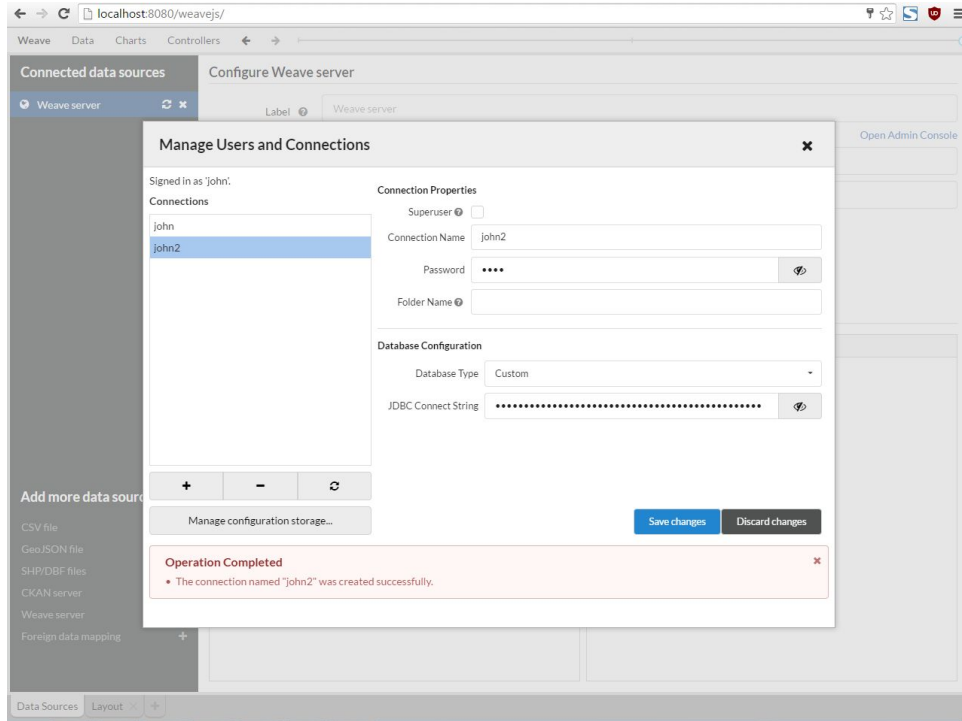 localhost:8080/weavejs/
Weave Data Charts Controllers
Connected data sources
Configure Weave server
Weave server
Label
Weave server
Open Admin Console
Manage Users and Connections
Signed in as 'john'.
Connections
john
john2
Connection Properties
Superuser
Connection Name john2
Password ••••
Folder Name
Database Configuration
Database Type Custom
JDBC Connect String
Manage configuration storage...
Save changes Discard changes
Operation Completed
• The connection named "john2" was created successfully.
Add more data
CSV file
GeoJSON file
SHP/DBF files
CKAN server
Weave server
Foreign data mapping +
Data Sources Layout